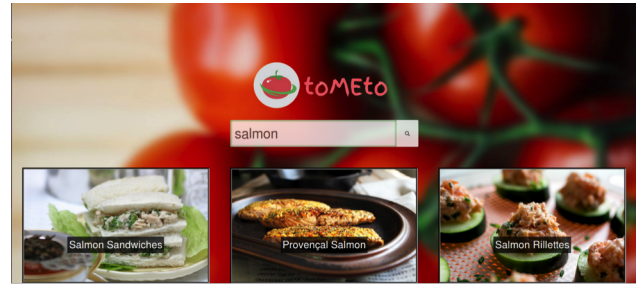 toMEto
salmon
Salmon Sandwiches
Provençal Salmon
Salmon Rillettes